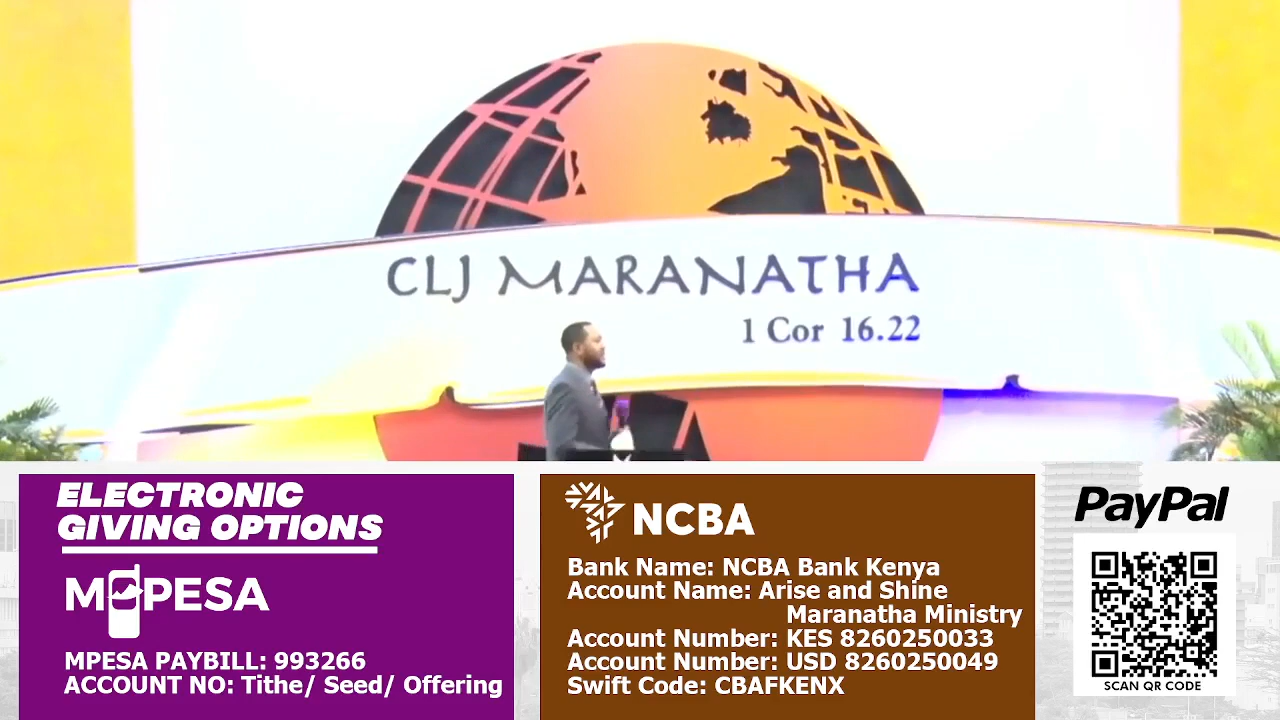 CLJ MARANATHA
1 Cor 16.22
ELECTRONIC
GIVING OPTIONS
M PESA
MPESA PAYBILL: 993266
ACCOUNT NO: Tithe/ Seed/ Offering
NCBA
Bank Name: NCBA Bank Kenya
Account Name: Arise and Shine
Maranatha Ministry
Account Number: KES 8260250033
Account Number: USD 8260250049
Swift Code: CBAFKENX
PayPal
SCAN QR CODE